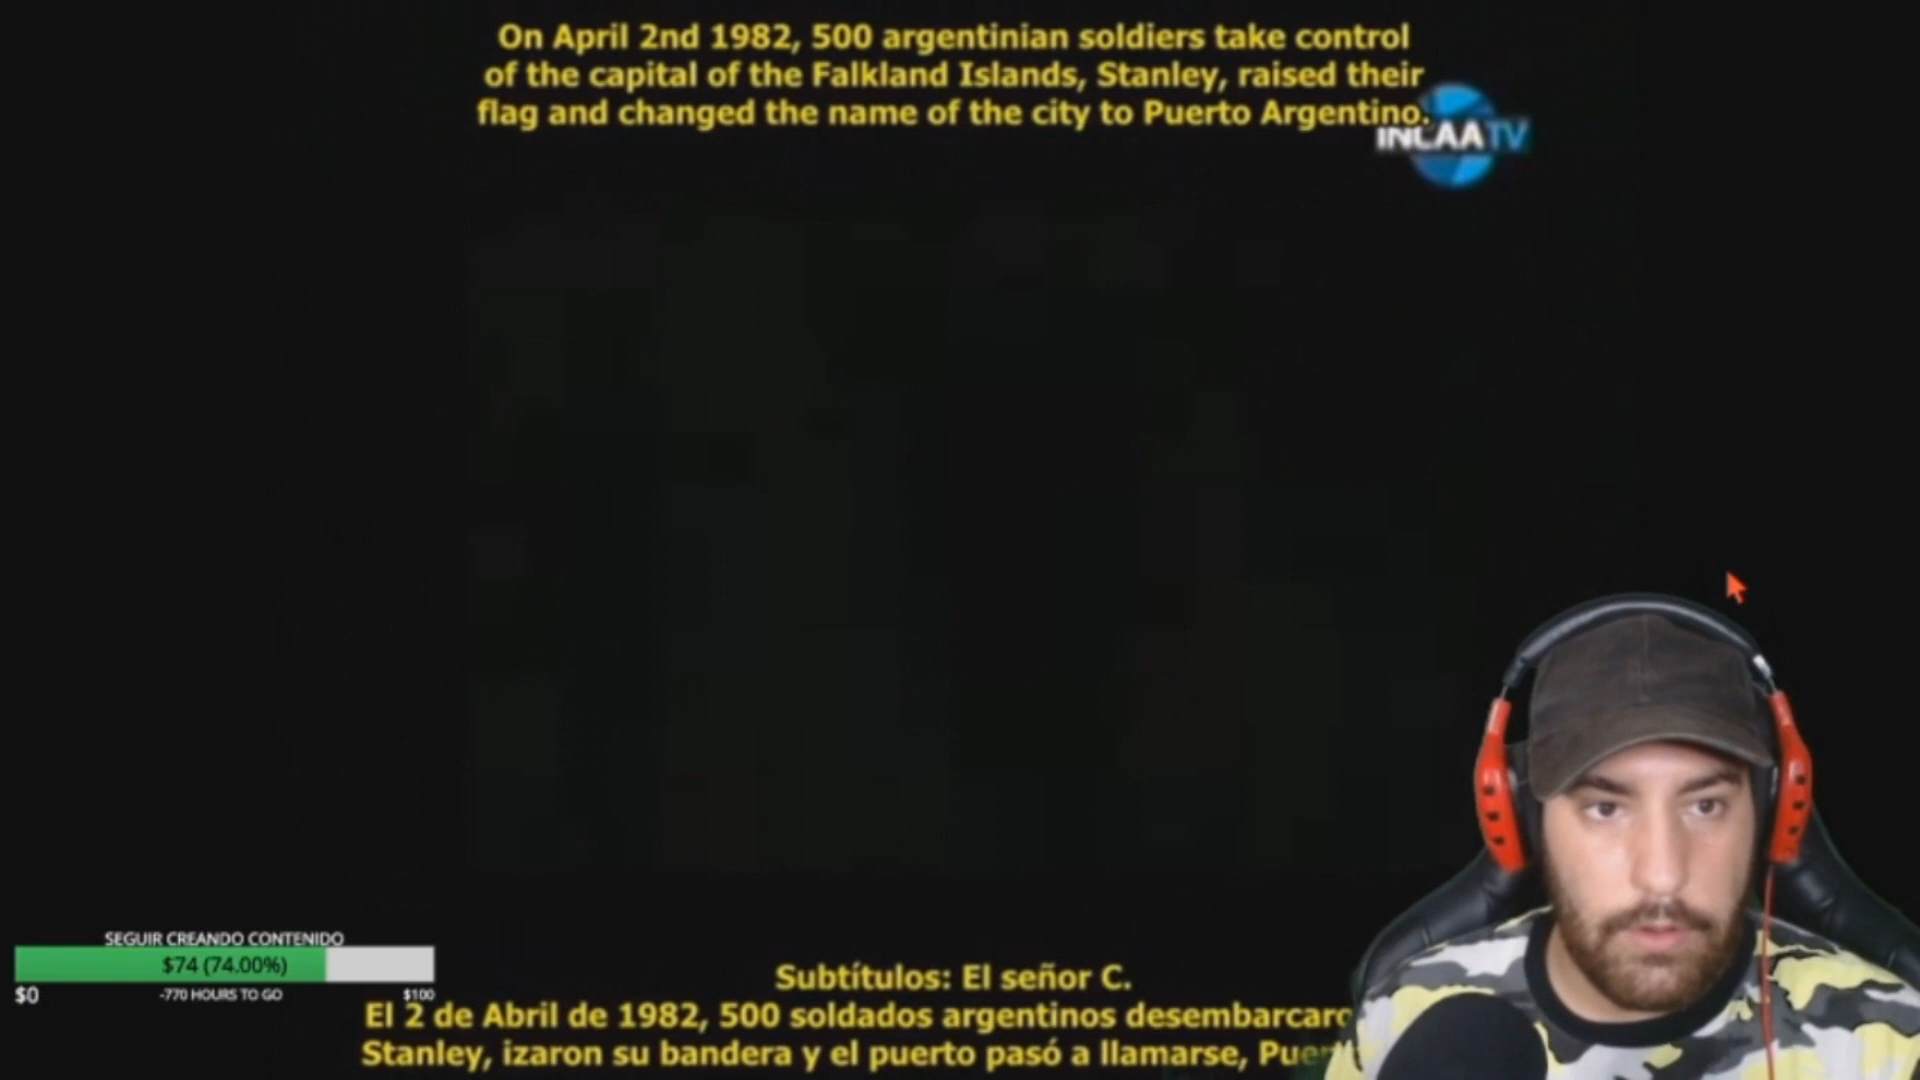 On April 2nd 1982, 500 argentinian soldiers take control
of the capital of the Falkland Islands, Stanley, raised their
flag and changed the name of the city to Puerto Argentino.
INCAATV
SEGUIR CREANDO CONTENIDO
$74 (74.00%)
$0 -770 HOURS TO GO $100
Subtítulos: El señor C.
El 2 de Abril de 1982, 500 soldados argentinos desembarcaro
Stanley, izaron su bandera y el puerto pasó a llamarse,